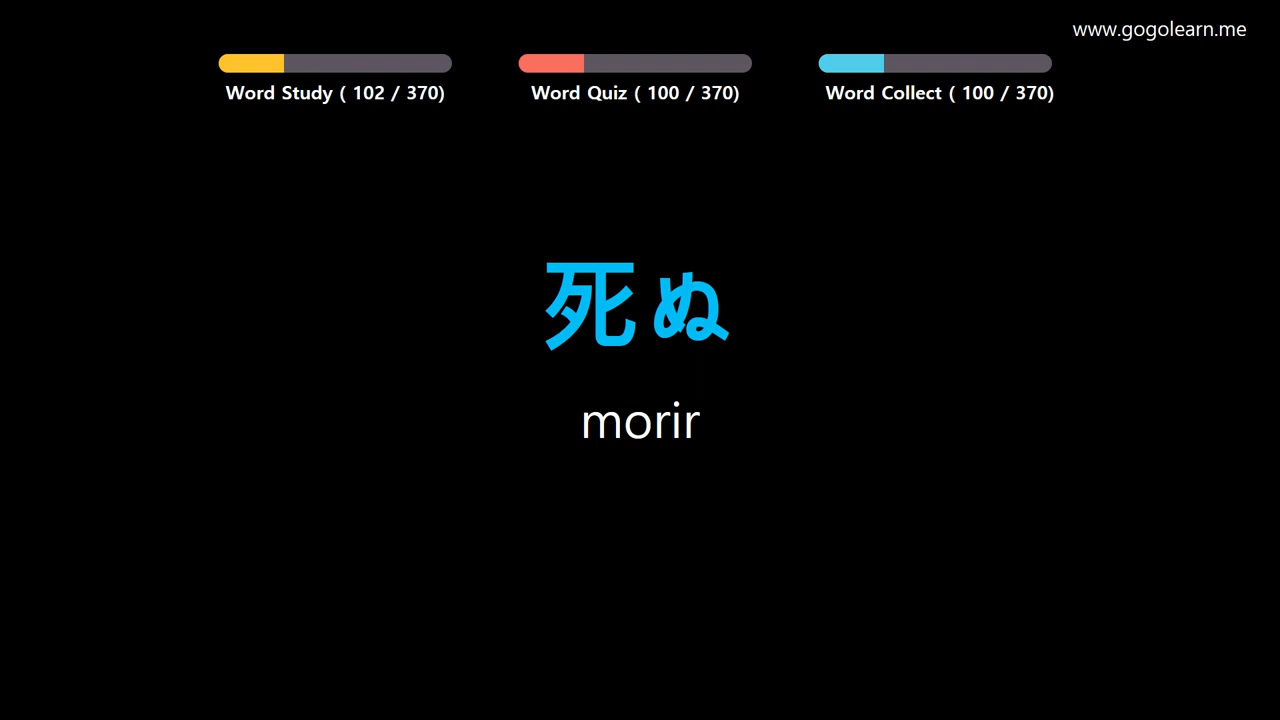 www.gogolearn.me
Word Study ( 102 / 370)
Word Quiz ( 100 / 370)
Word Collect ( 100 / 370)
死ぬ
morir